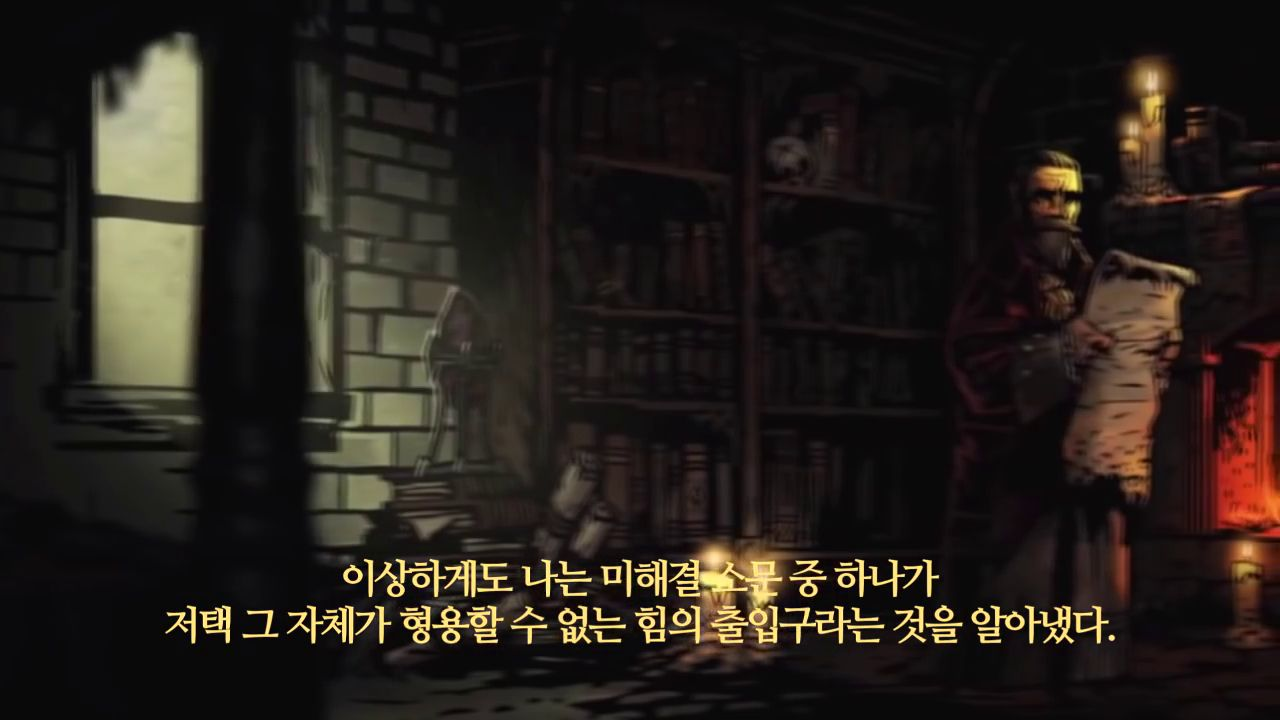 이상하게도 나는 미해결 소문 중 하나가
저택 그 자체가 형용할 수 없는 힘의 출입구라는 것을 알아냈다.